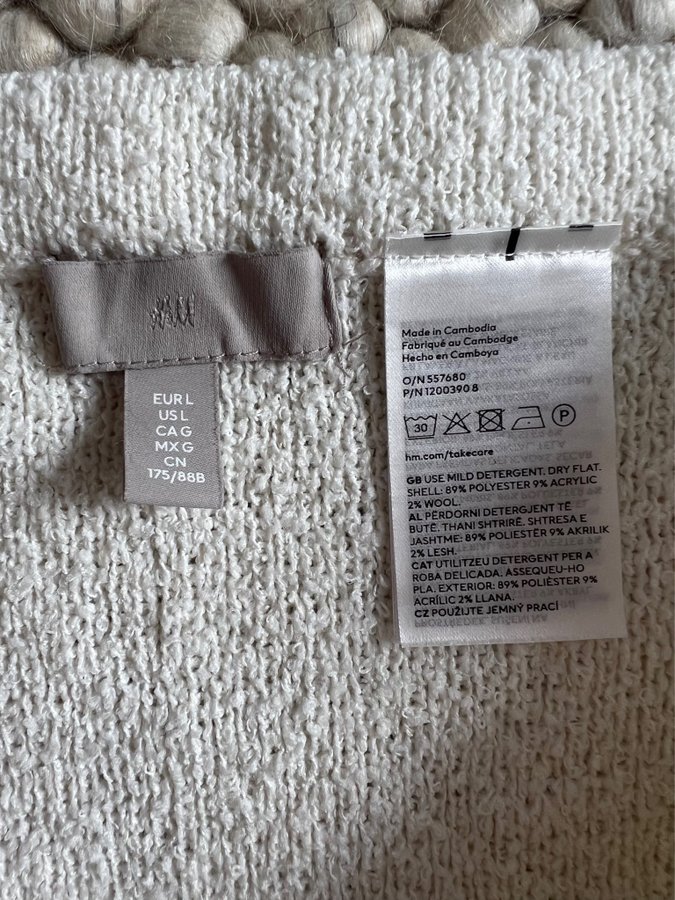 H&M
EUR L
US L
CA G
MX G
CN
175/88B
Made in Cambodia
Fabriqué au Cambodge
Hecho en Camboya
O/N 557680
P/N 1200390 8
30
P
hm.com/takecare
GB USE MILD DETERGENT. DRY FLAT.
SHELL: 89% POLYESTER 9% ACRYLIC
2% WOOL.
AL PËRDORNI DETERGJENT TË
BUTË. THANI SHTRIRË. SHTRESA E
JASHTME: 89% POLIESTËR 9% AKRILIK
2% LESH.
CAT UTILITZEU DETERGENT PER A
ROBA DELICADA. ASSEQUEU-HO
PLA. EXTERIOR: 89% POLIÈSTER 9%
ACRÍLIC 2% LLANA.
CZ POUŽIJTE JEMNÝ PRACÍ